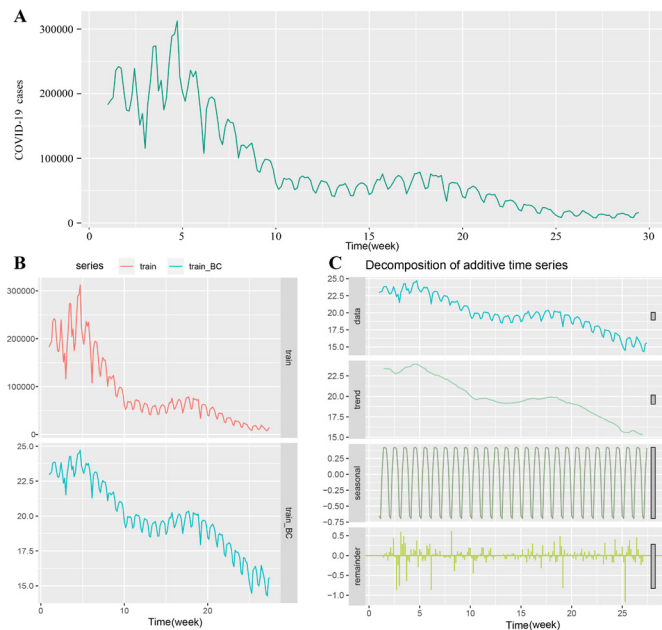 A
COVID-19 cases
300000
200000
100000
0
0
5
10
15
20
25
30
Time(week)
B
series
train
train_BC
300000
200000
100000
0
train
25.0
22.5
20.0
17.5
15.0
train_BC
0
10
20
Time(week)
C
Decomposition of additive time series
data
25.0
22.5
20.0
17.5
15.0
trend
25.0
20.0
15.0
seasonal
0.25
0.00
-0.25
-0.50
-0.75
remainder
0.5
0.0
-0.5
-1.0
0
5
10
15
20
25
Time(week)